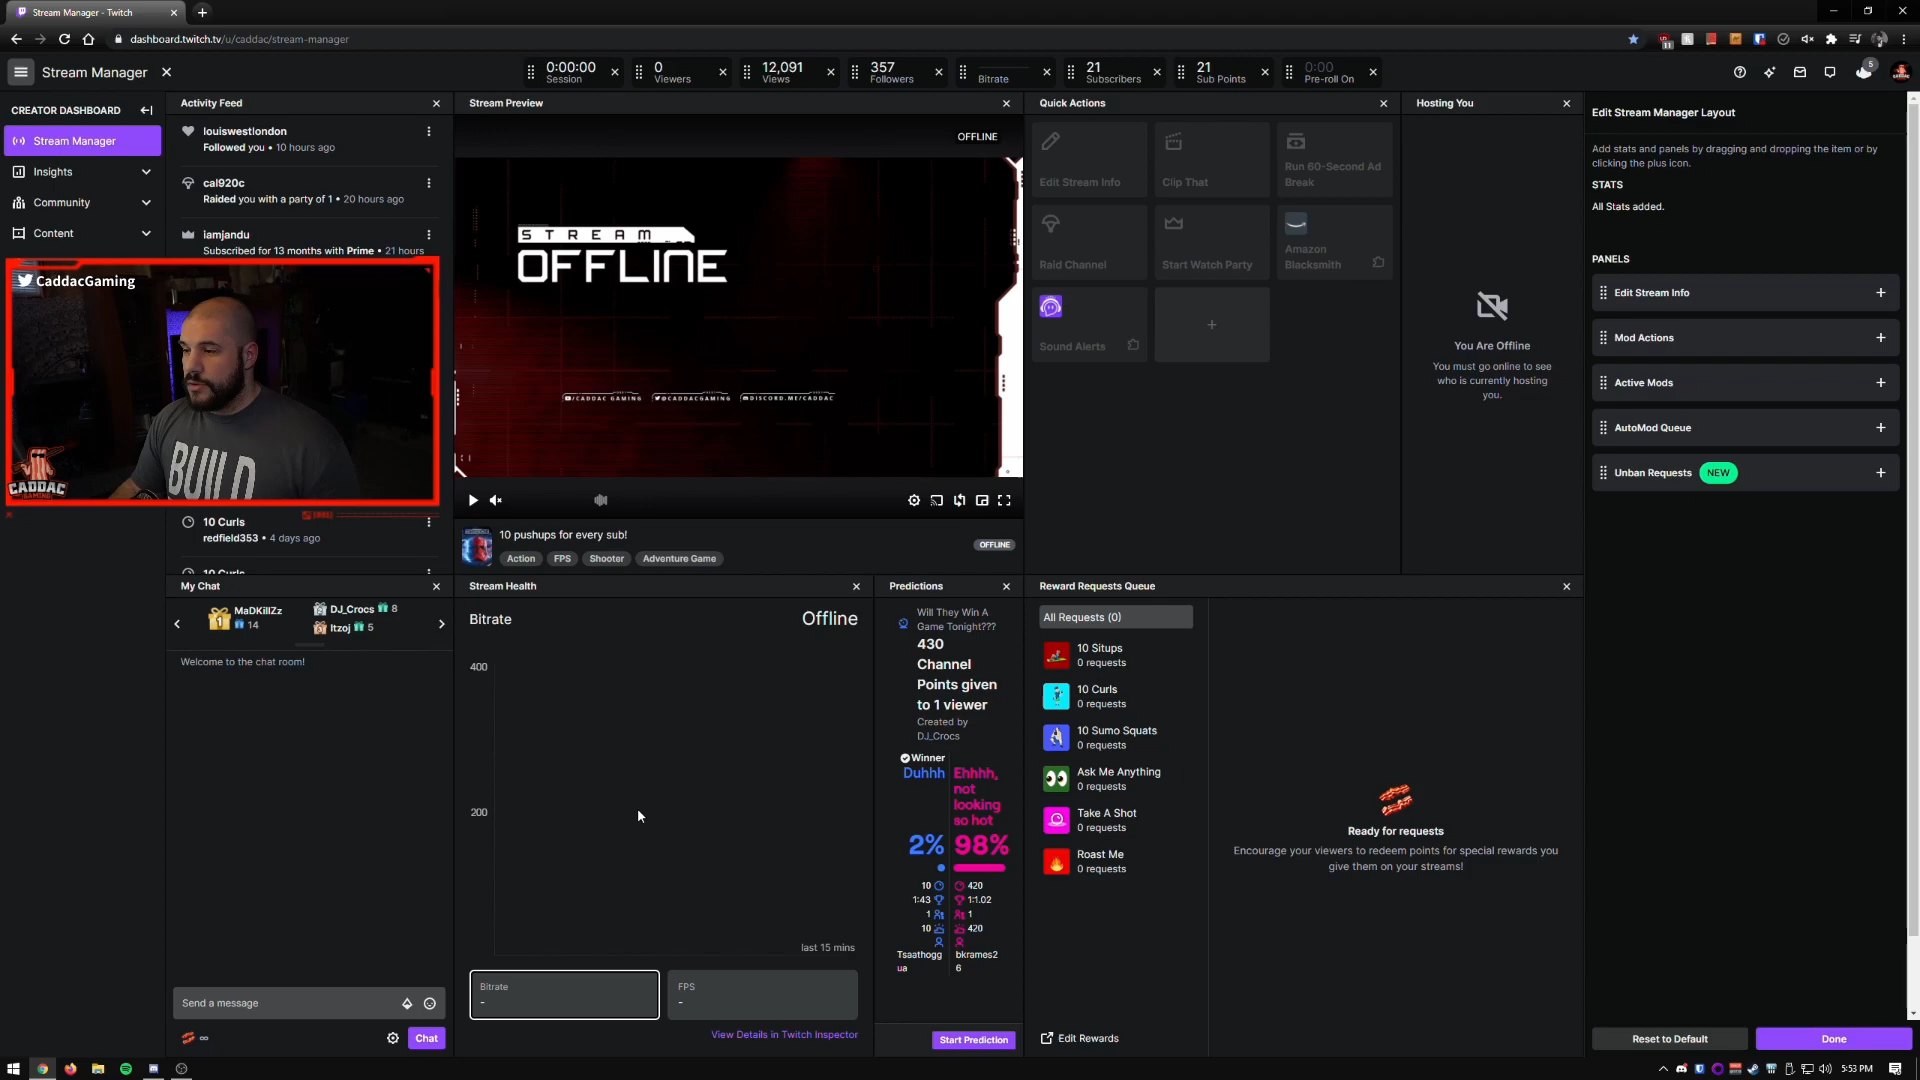 Stream Manager - Twitch
dashboard.twitch.tv/u/caddac/stream-manager
Stream Manager
0:00:00
Session
0
Viewers
12,091
Views
357
Followers
Bitrate
21
Subscribers
21
Sub Points
0:00
Pre-roll On
5
CREATOR DASHBOARD
Stream Manager
Insights
Community
Content
Activity Feed
louiswestlondon
Followed you • 10 hours ago
cal920c
Raided you with a party of 1 • 20 hours ago
iamjandu
Subscribed for 13 months with Prime • 21 hours
CaddacGaming
BUILD
CADDAC
GAMING
10 Curls
redfield353 • 4 days ago
10 Curls
Stream Preview
OFFLINE
STREAM
OFFLINE
/CADDAC GAMING
@CADDACGAMING
DISCORD.ME/CADDAC
10 pushups for every sub!
OFFLINE
Action
FPS
Shooter
Adventure Game
Quick Actions
Edit Stream Info
Clip That
Run 60-Second Ad
Break
Raid Channel
Start Watch Party
Amazon
Blacksmith
Sound Alerts
Hosting You
You Are Offline
You must go online to see
who is currently hosting
you.
Edit Stream Manager Layout
Add stats and panels by dragging and dropping the item or by
clicking the plus icon.
STATS
All Stats added.
PANELS
Edit Stream Info
Mod Actions
Active Mods
AutoMod Queue
Unban Requests NEW
My Chat
MaDKillZz
14
DJ_Crocs 8
Itzoj 5
Welcome to the chat room!
Send a message
Chat
Stream Health
Bitrate
Offline
400
200
last 15 mins
Bitrate
-
FPS
-
View Details in Twitch Inspector
Predictions
Will They Win A
Game Tonight???
430
Channel
Points given
to 1 viewer
Created by
DJ_Crocs
Winner
Duhhh
Ehhhh,
not
looking
so hot
2% 98%
10 420
1:43 1:1.02
1 1
10 420
Tsaathogg
ua
bkrames2
6
Start Prediction
Reward Requests Queue
All Requests (0)
10 Situps
0 requests
10 Curls
0 requests
10 Sumo Squats
0 requests
Ask Me Anything
0 requests
Take A Shot
0 requests
Roast Me
0 requests
Edit Rewards
Ready for requests
Encourage your viewers to redeem points for special rewards you
give them on your streams!
Reset to Default
Done
5:53 PM